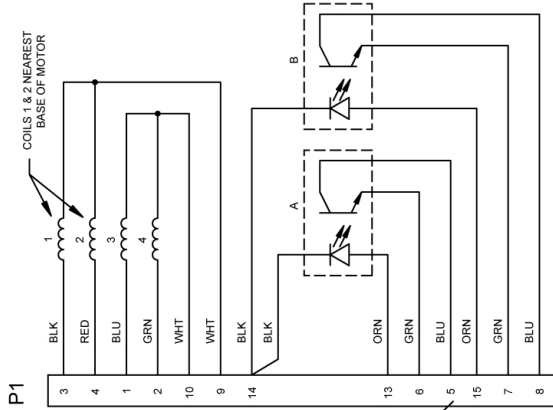 P1
COILS 1 & 2 NEAREST
BASE OF MOTOR
3 BLK 1
4 RED 2
1 BLU 3
2 GRN 4
10 WHT
9 WHT
14 BLK
BLK
A
B
13 ORN
6 GRN
5 BLU
15 ORN
7 GRN
8 BLU